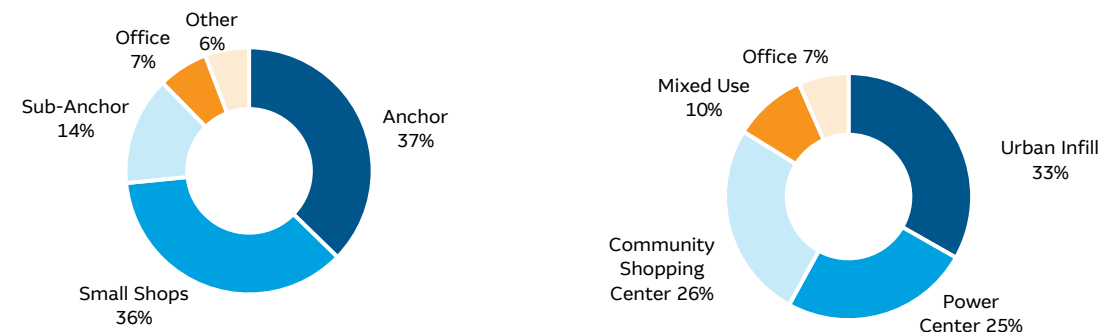 Other
6%
Office
7%
Sub-Anchor
14%
Anchor
37%
Small Shops
36%
Office 7%
Mixed Use
10%
Urban Infill
33%
Community
Shopping
Center 26%
Power
Center 25%